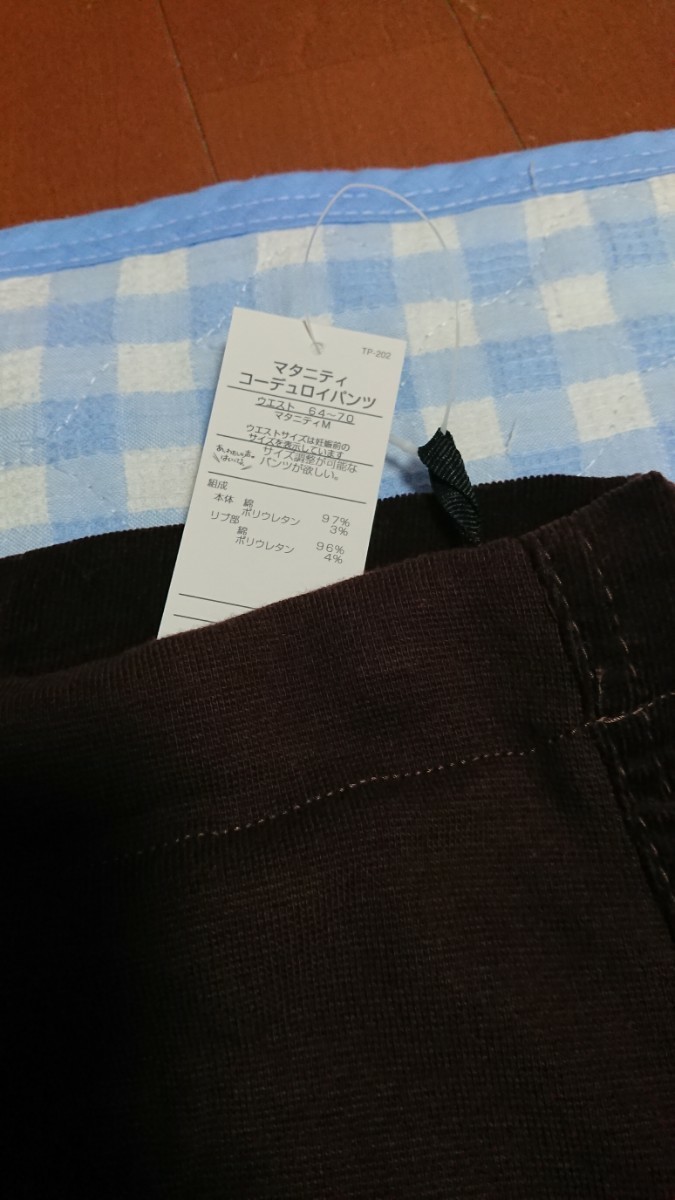 TP-202
マタニティ
コーデュロイパンツ
ウエスト 64～70
マタニティM
ウエストサイズは妊娠前の
サイズを表示しています
サイズ調整が可能な
パンツが欲しい。
組成
本体 綿 97%
ポリウレタン 3%
リブ部
綿 96%
ポリウレタン 4%